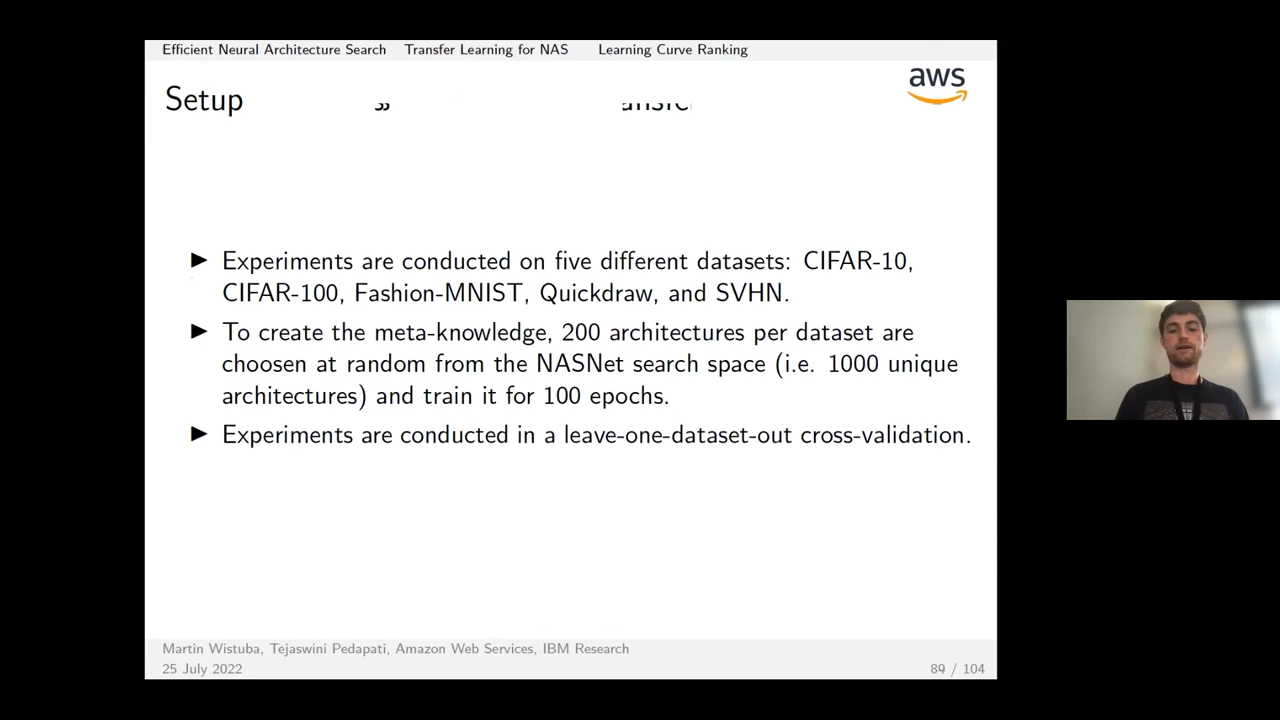 Efficient Neural Architecture Search Transfer Learning for NAS Learning Curve Ranking
Setup
aws
▶ Experiments are conducted on five different datasets: CIFAR-10,
CIFAR-100, Fashion-MNIST, Quickdraw, and SVHN.
▶ To create the meta-knowledge, 200 architectures per dataset are
choosen at random from the NASNet search space (i.e. 1000 unique
architectures) and train it for 100 epochs.
▶ Experiments are conducted in a leave-one-dataset-out cross-validation.
Martin Wistuba, Tejaswini Pedapati, Amazon Web Services, IBM Research
25 July 2022
/ 104